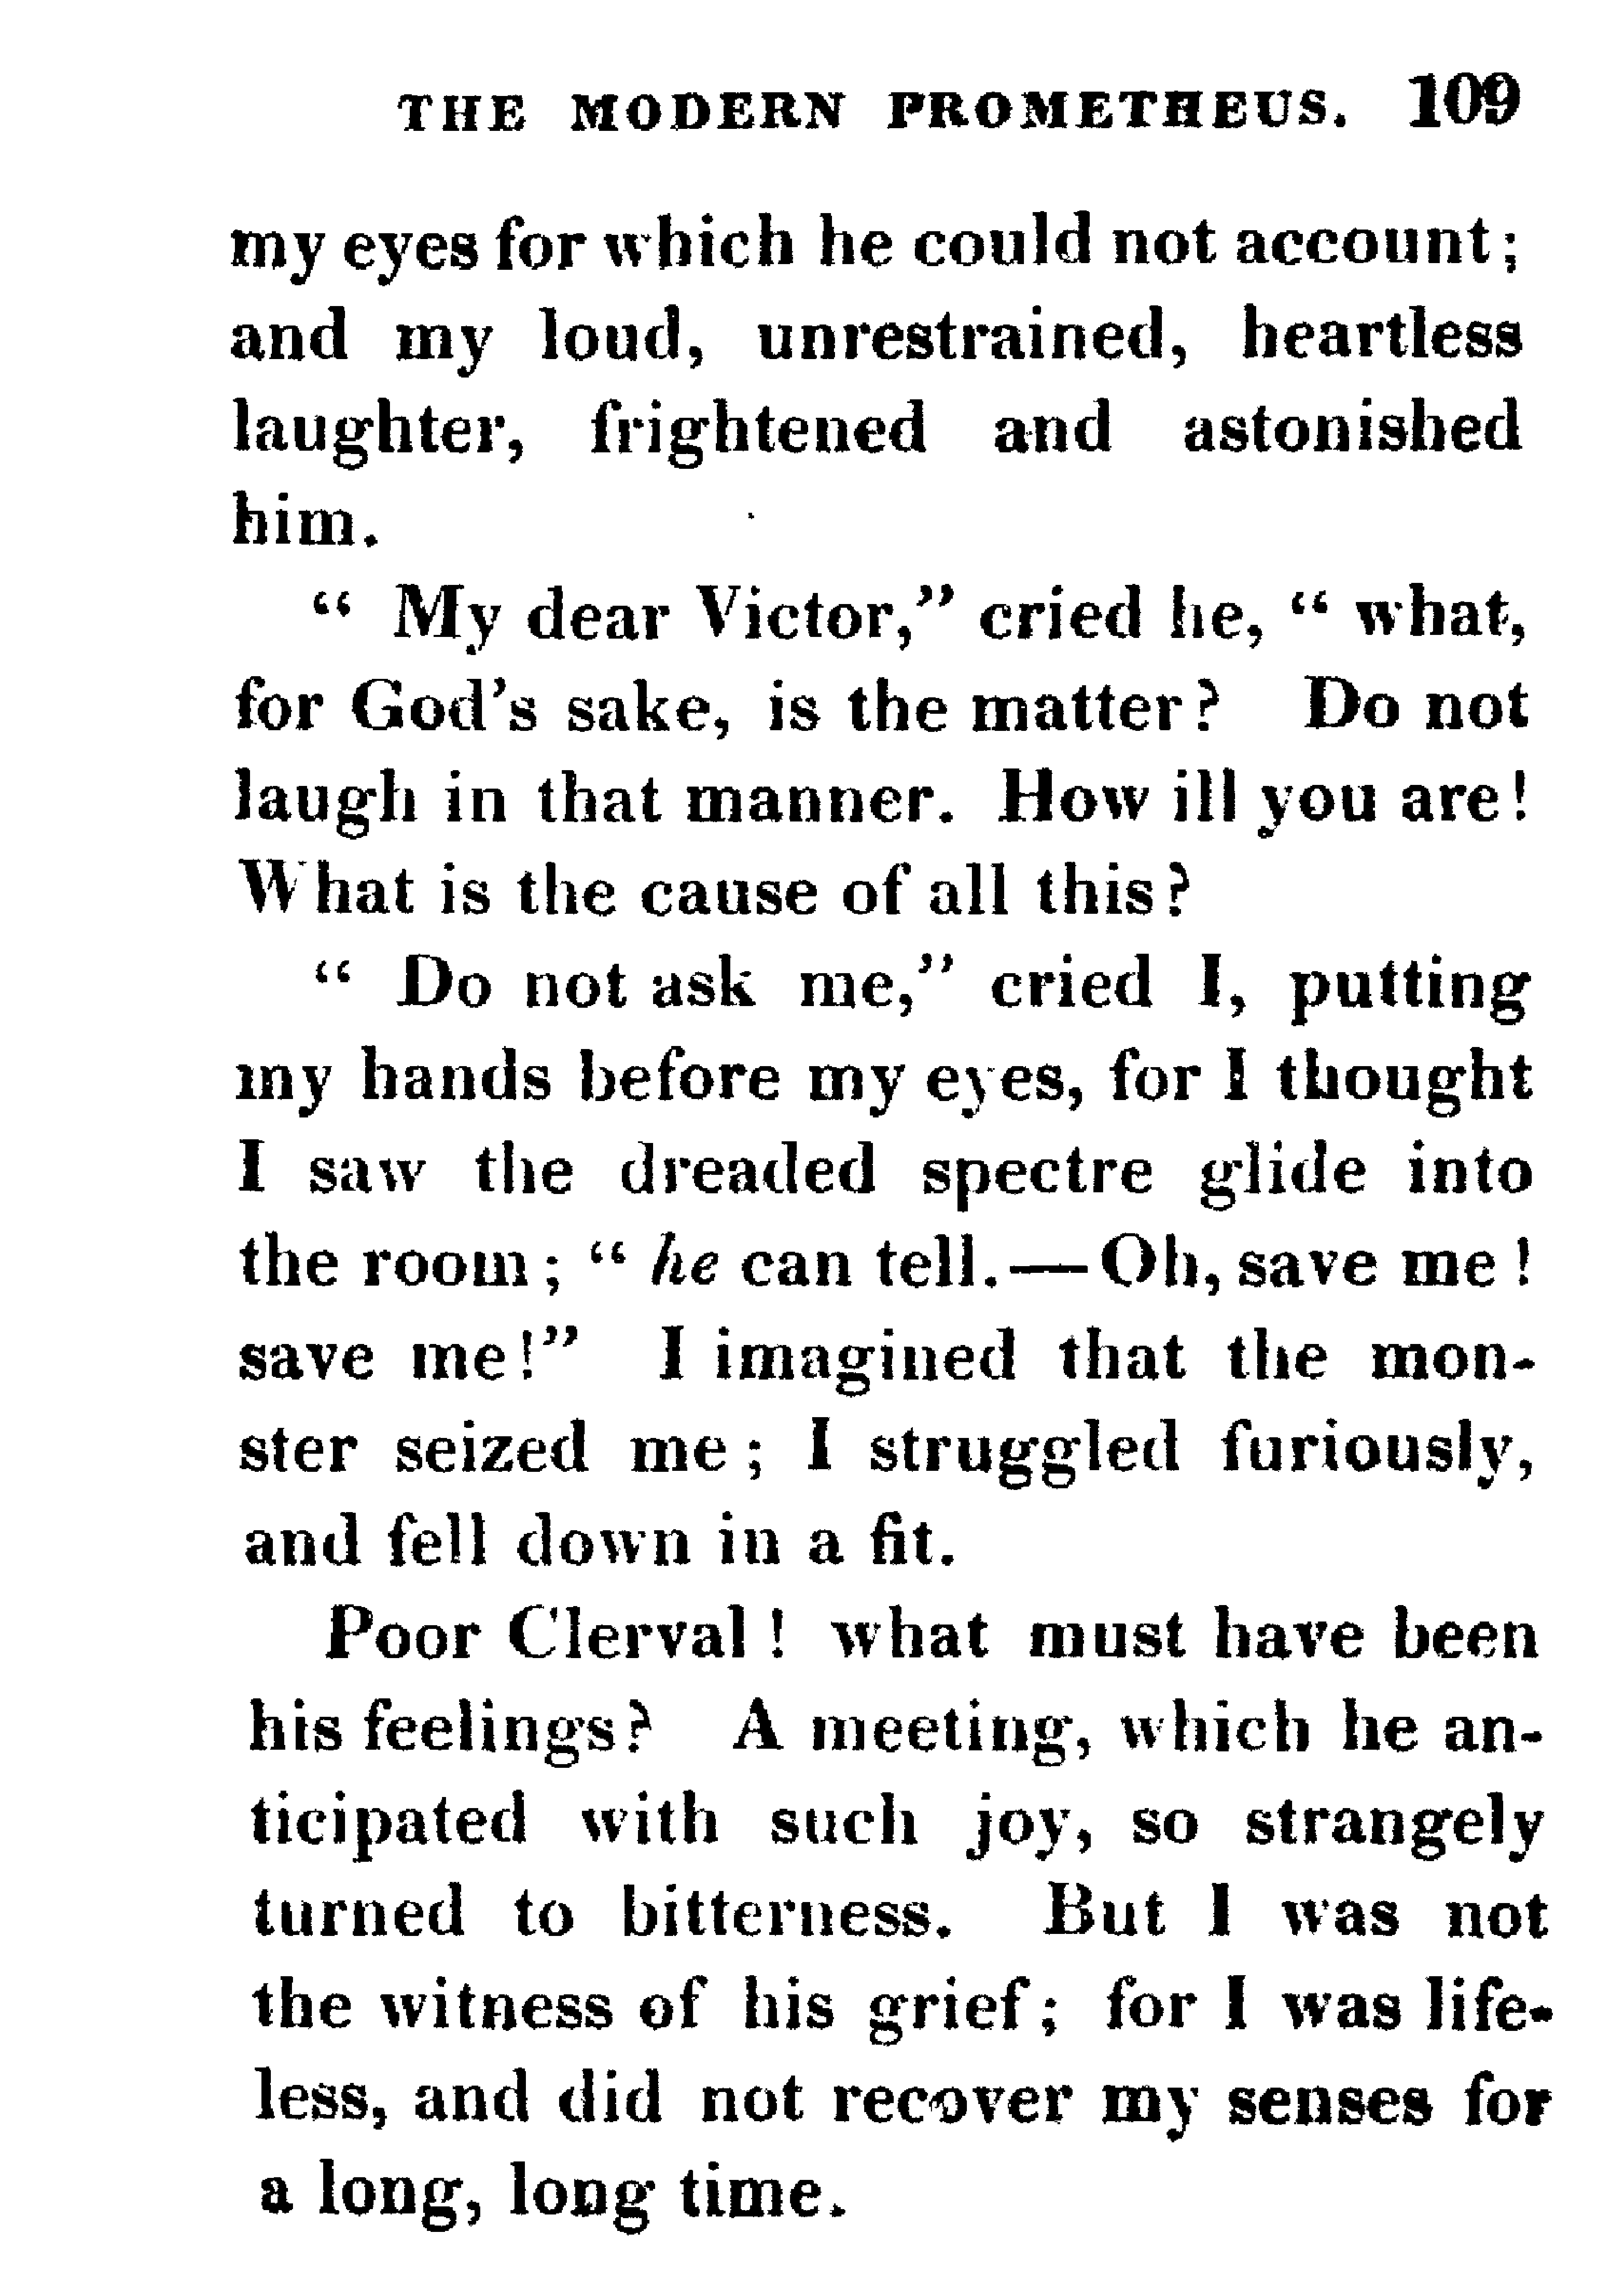 THE MODERN PROMETHEUS. 109
my eyes for which he could not account;
and my loud, unrestrained, heartless
laughter, frightened and astonished
him.
“ My dear Victor,” cried he, “ what,
for God's sake, is the matter? Do not
laugh in that manner. How ill you are!
What is the cause of all this?
“ Do not ask me,” cried I, putting
my hands before my eyes, for I thought
I saw the dreaded spectre glide into
the room; “ he can tell.—Oh, save me!
save me!” I imagined that the mon-
ster seized me; I struggled furiously,
and fell down in a fit.
Poor Clerval! what must have been
his feelings? A meeting, which he an-
ticipated with such joy, so strangely
turned to bitterness. But I was not
the witness of his grief; for I was life-
less, and did not recover my senses for
a long, long time.